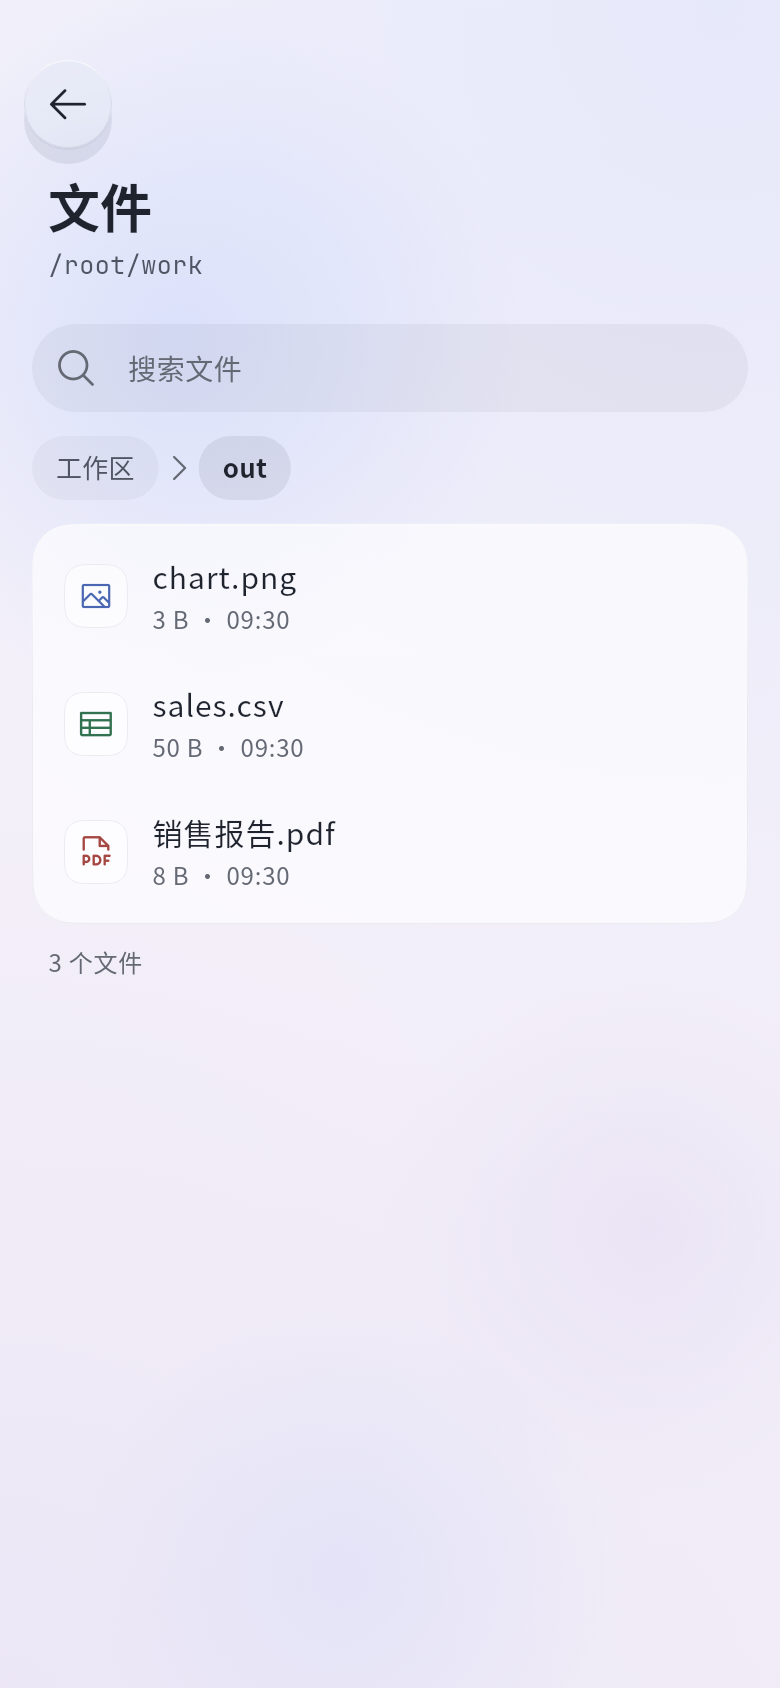 文件
/root/work
搜索文件
工作区 out
chart.png
3 B • 09:30
sales.csv
50 B • 09:30
PDF
销售报告.pdf
8 B • 09:30
3 个文件